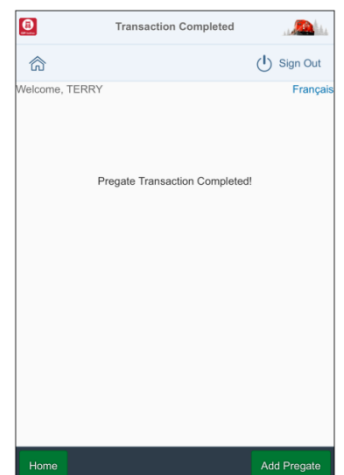 Transaction Completed
Sign Out
Welcome, TERRY
Français
Pregate Transaction Completed!
Home
Add Pregate